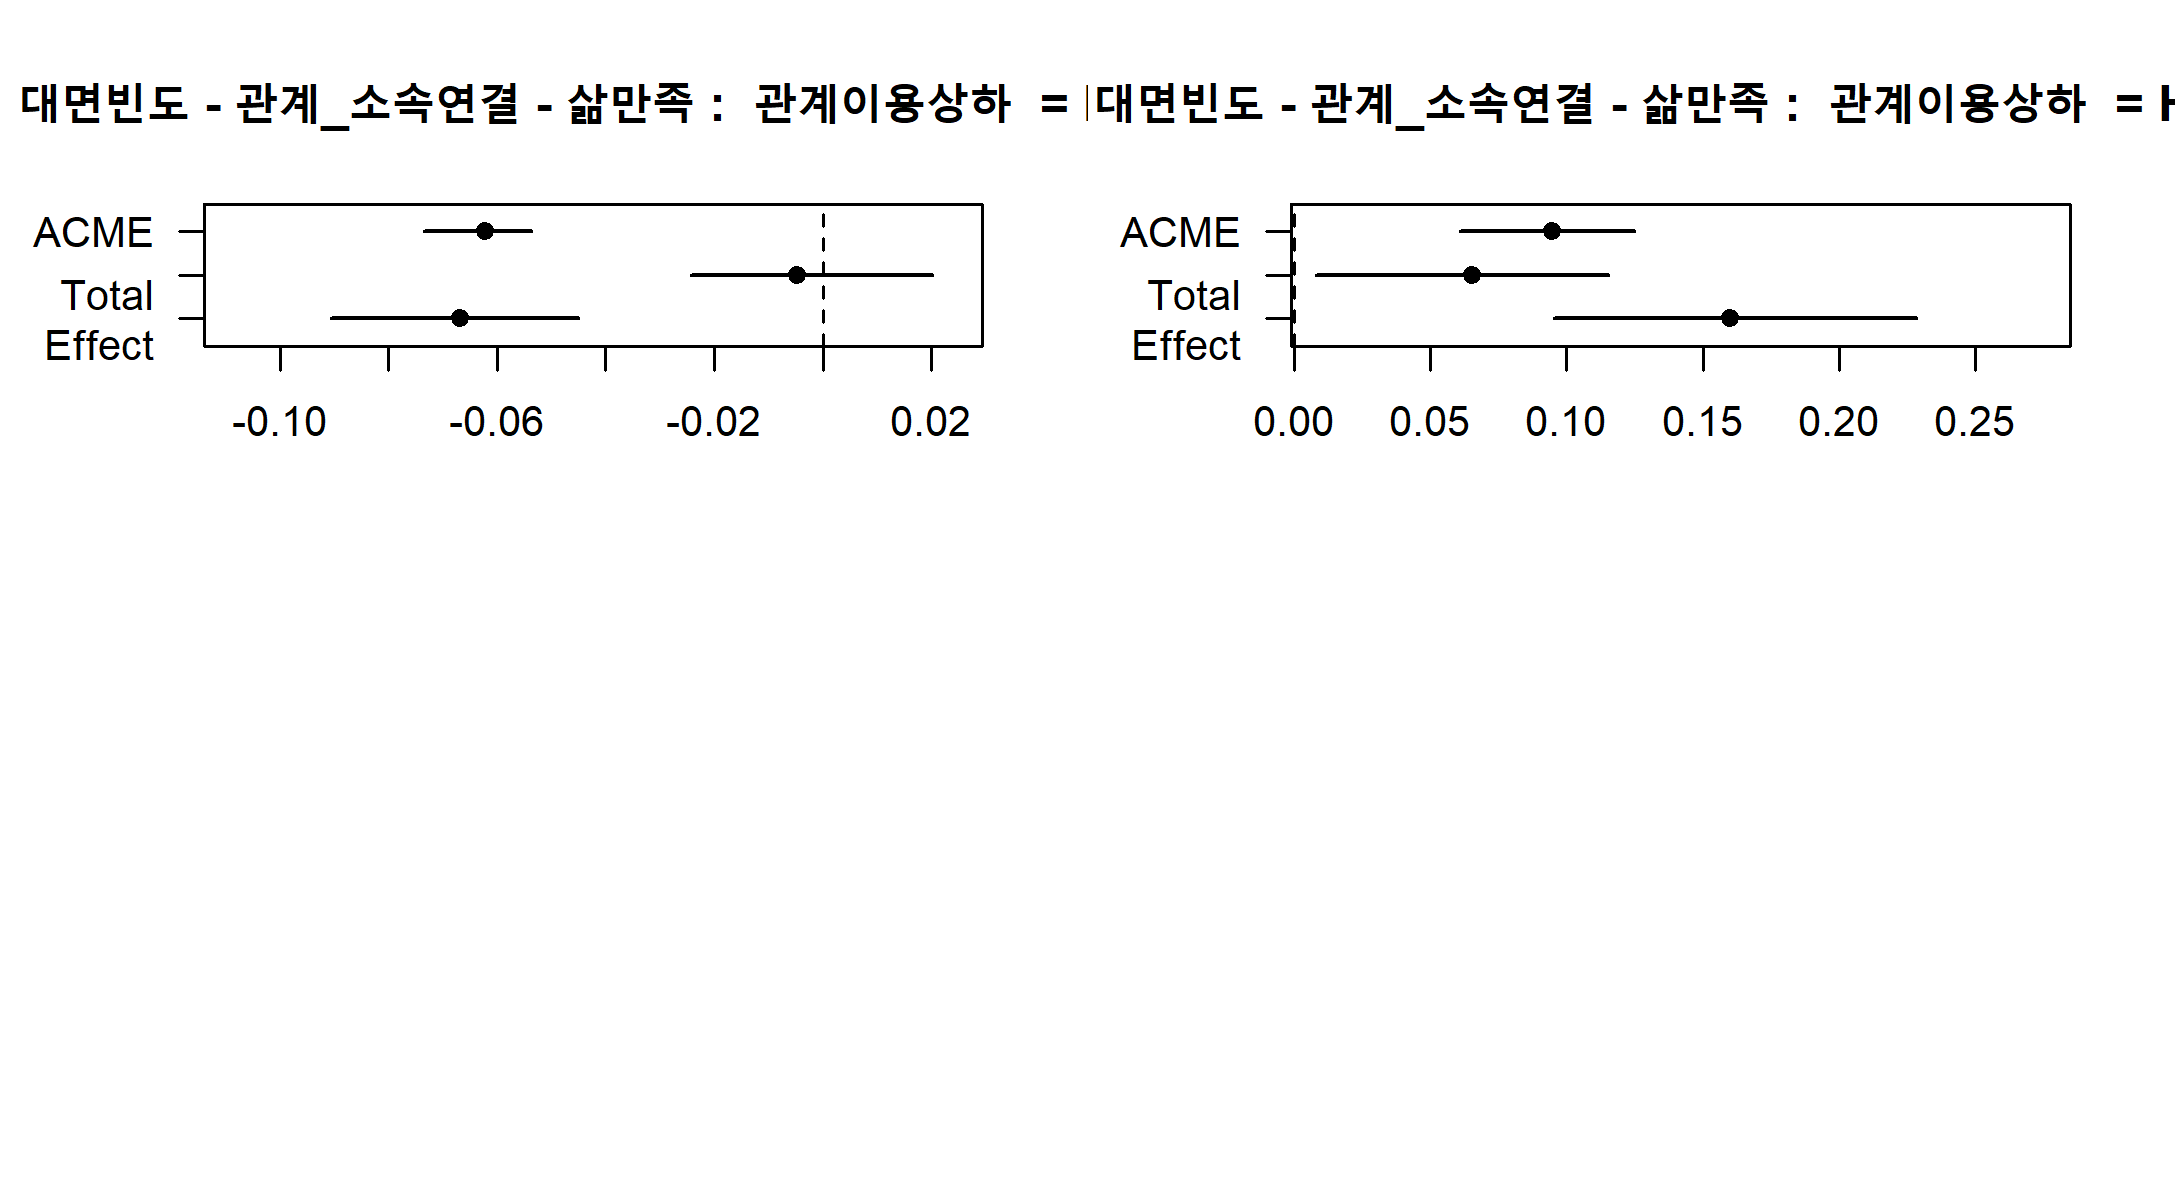 대면빈도 - 관계_소속연결 - 삶만족 : 관계이용상하 =
ACME
Total
Effect
-0.10 -0.06 -0.02 0.02
대면빈도 - 관계_소속연결 - 삶만족 : 관계이용상하 =
ACME
Total
Effect
0.00 0.05 0.10 0.15 0.20 0.25